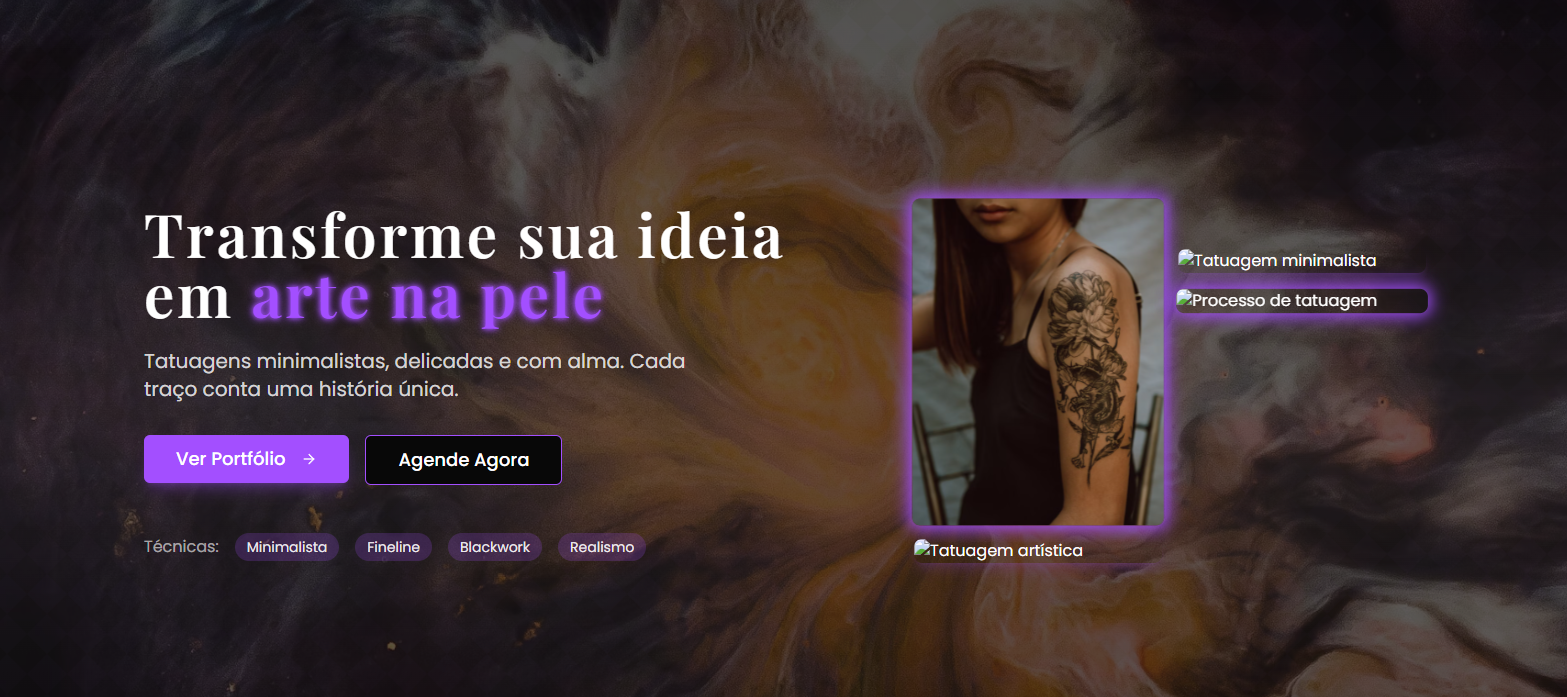 Transforme sua ideia
em arte na pele
Tatuagens minimalistas, delicadas e com alma. Cada
traço conta uma história única.
Ver Portfólio →
Agende Agora
Técnicas: Minimalista Fineline Blackwork Realismo
Tatuagem minimalista
Processo de tatuagem
Tatuagem artística